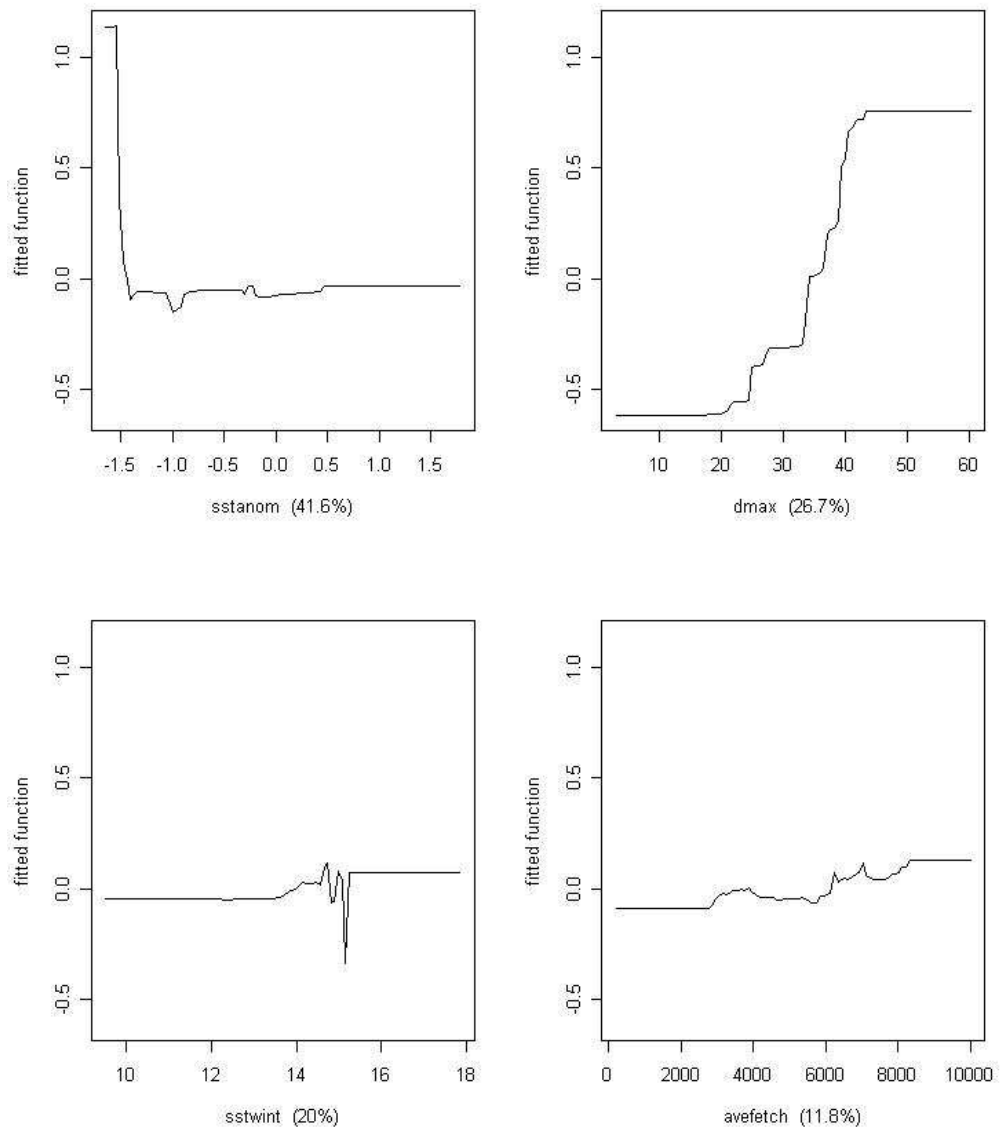 1.0
0.5
0.0
-0.5
fitted function
-1.5 -1.0 -0.5 0.0 0.5 1.0 1.5
sstanom (41.6%)
1.0
0.5
0.0
-0.5
fitted function
10 20 30 40 50 60
dmax (26.7%)
1.0
0.5
0.0
-0.5
fitted function
10 12 13 14 16 18
sstwint (20%)
1.0
0.5
0.0
-0.5
fitted function
0 2000 4000 6000 8000 10000
avefetch (11.8%)